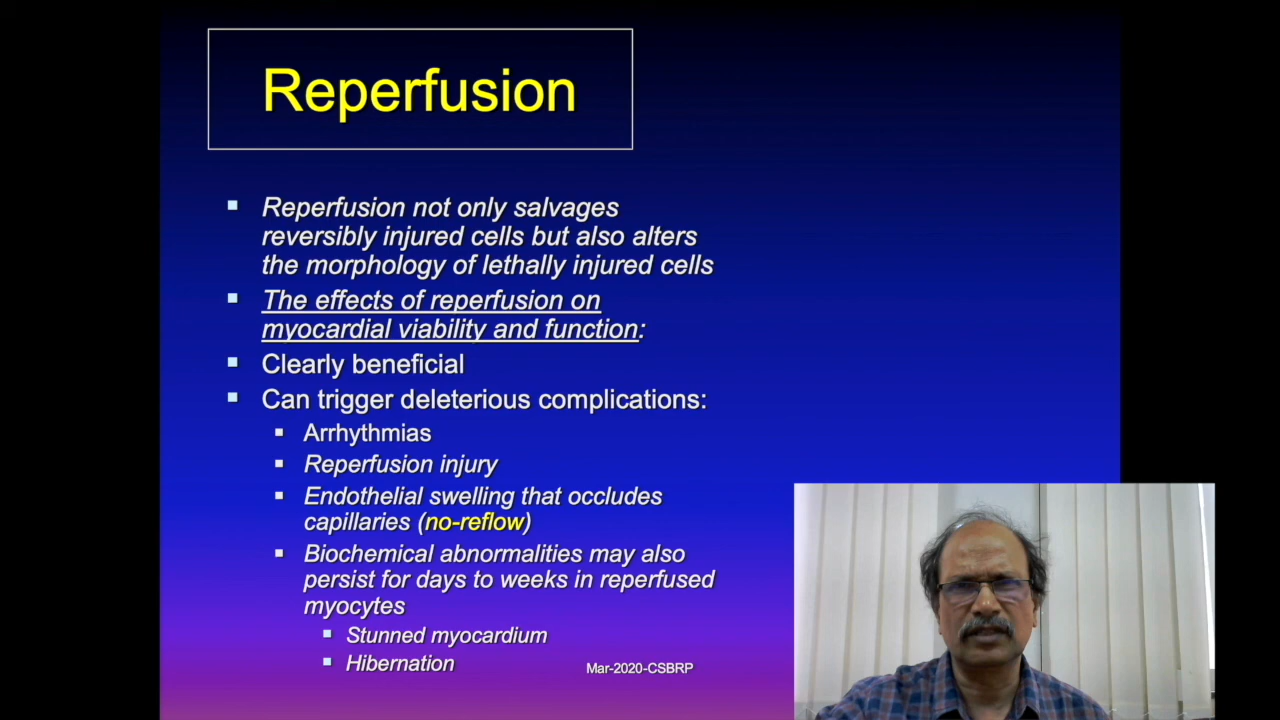 Reperfusion
Reperfusion not only salvages
reversibly injured cells but also alters
the morphology of lethally injured cells
The effects of reperfusion on
myocardial viability and function:
Clearly beneficial
Can trigger deleterious complications:
Arrhythmias
Reperfusion injury
Endothelial swelling that occludes
capillaries (no-reflow)
Biochemical abnormalities may also
persist for days to weeks in reperfused
myocytes
Stunned myocardium
Hibernation
Mar-2020-CSBRP